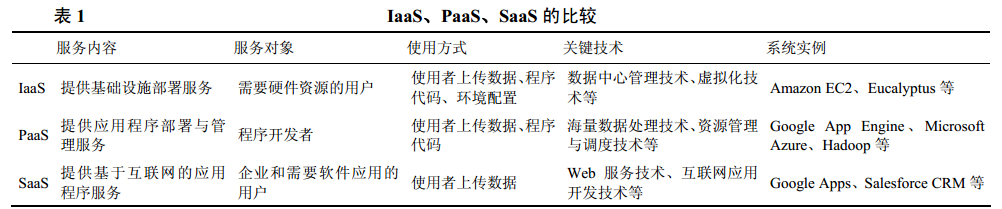 表 1 IaaS、PaaS、SaaS 的比较
服务内容 服务对象 使用方式 关键技术 系统实例
IaaS 提供基础设施部署服务 需要硬件资源的用户 使用者上传数据、程序 数据中心管理技术、虚拟化技 Amazon EC2、Eucalyptus 等
代码、环境配置 术等
PaaS 提供应用程序部署与管 程序开发者 使用者上传数据、程序 海量数据处理技术、资源管理 Google App Engine、Microsoft
理服务 代码 与调度技术等 Azure、Hadoop 等
SaaS 提供基于互联网的应用 企业和需要软件应用的 使用者上传数据 Web 服务技术、互联网应用 Google Apps、Salesforce CRM 等
程序服务 用户 开发技术等